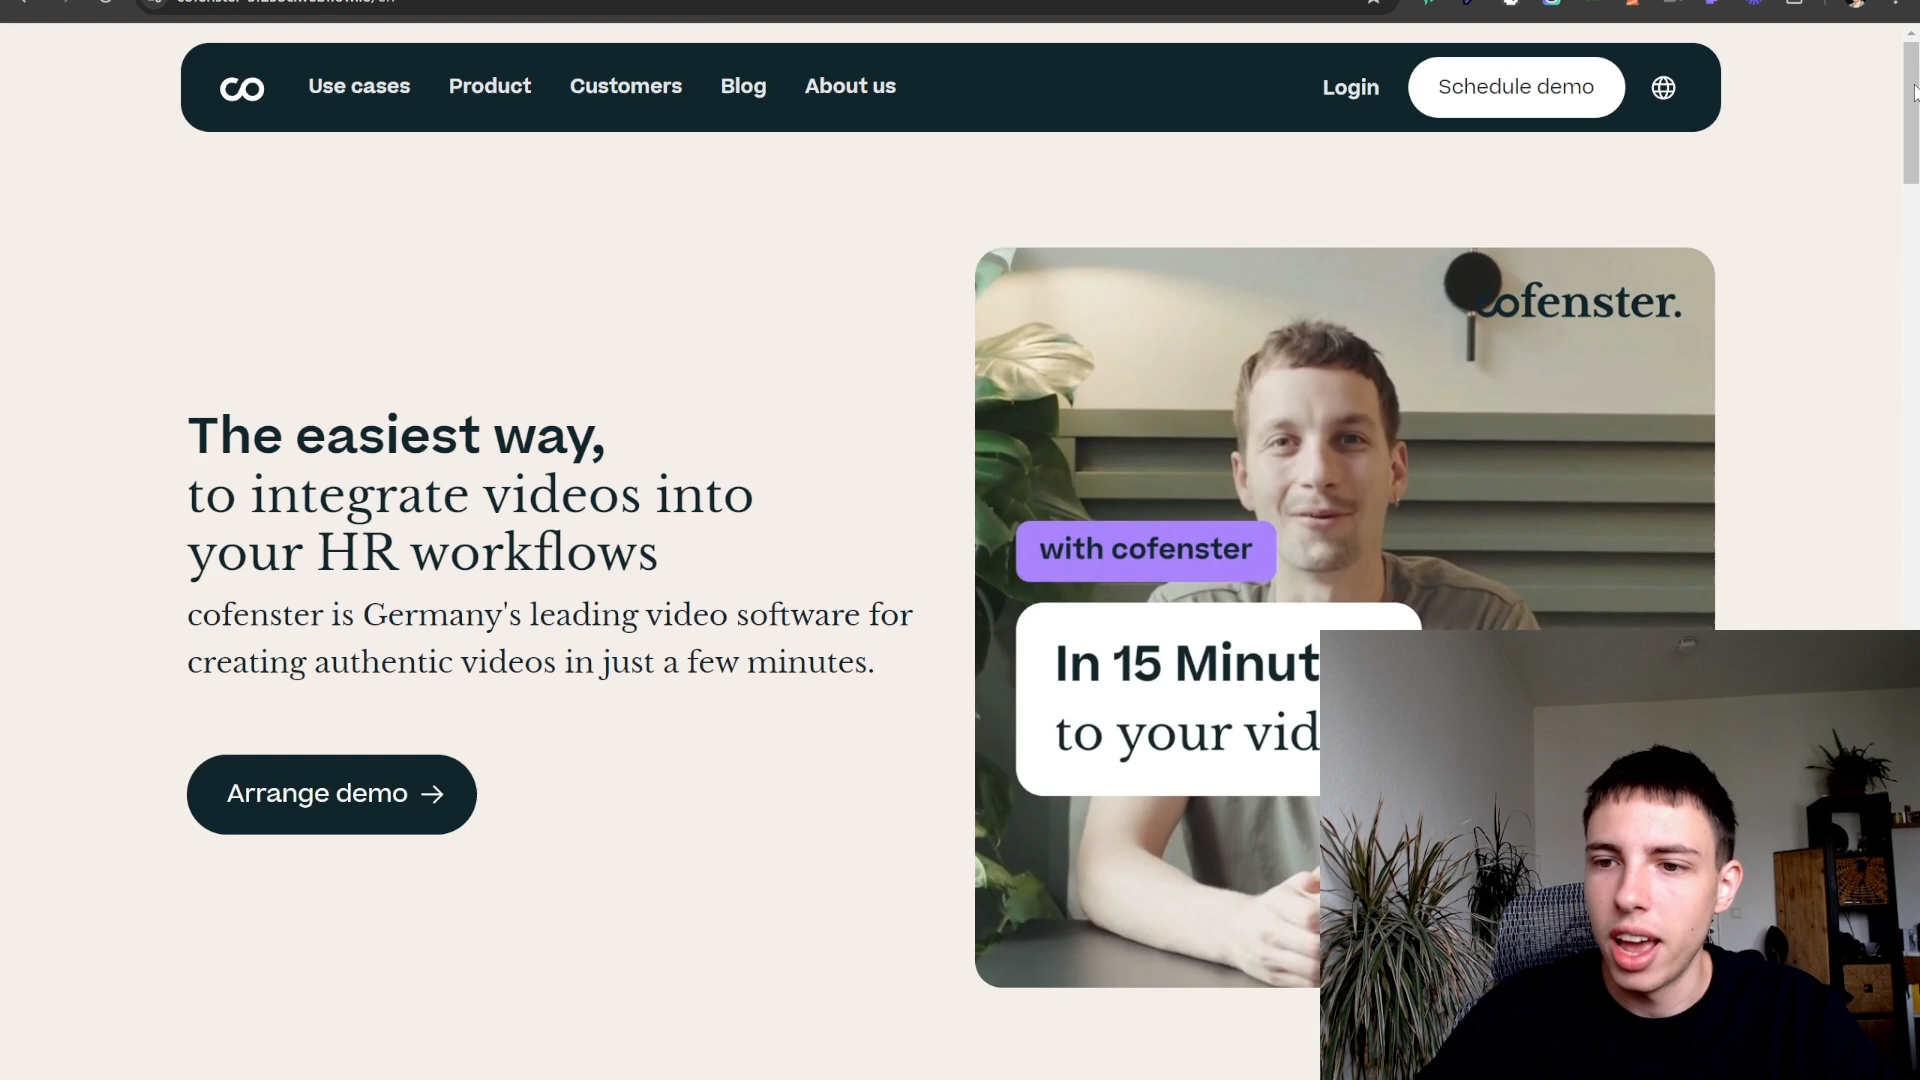 co
Use cases
Product
Customers
Blog
About us
Login
Schedule demo
cofenster.
The easiest way,
to integrate videos into
your HR workflows
cofenster is Germany's leading video software for
creating authentic videos in just a few minutes.
Arrange demo →
with cofenster
In 15 Minut
to your vid